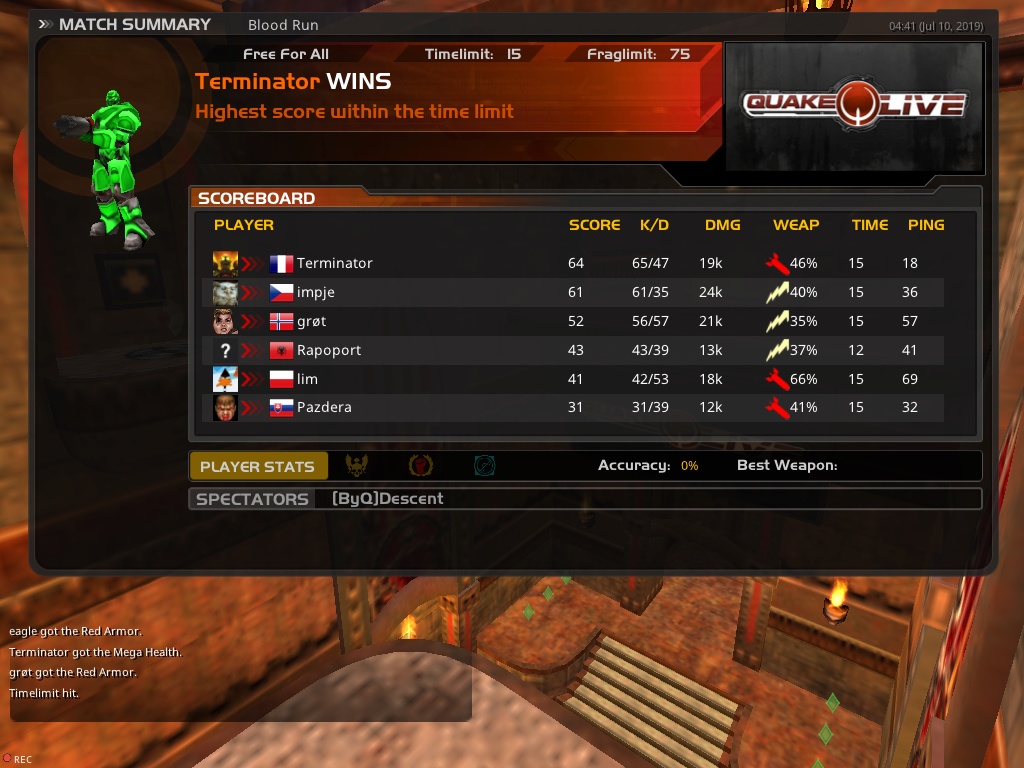 MATCH SUMMARY Blood Run 04:41 (Jul 10, 2019)
Free For All Timelimit: 15 Fraglimit: 75
Terminator WINS
Highest score within the time limit
QUAKE LIVE
SCOREBOARD
PLAYER SCORE K/D DMG WEAP TIME PING
Terminator 64 65/47 19k 46% 15 18
impje 61 61/35 24k 40% 15 36
grøt 52 56/57 21k 35% 15 57
? Rapoport 43 43/39 13k 37% 12 41
lim 41 42/53 18k 66% 15 69
Pazdera 31 31/39 12k 41% 15 32
PLAYER STATS Accuracy: 0% Best Weapon:
SPECTATORS [ByQ]Descent
eagle got the Red Armor.
Terminator got the Mega Health.
grøt got the Red Armor.
Timelimit hit.
REC